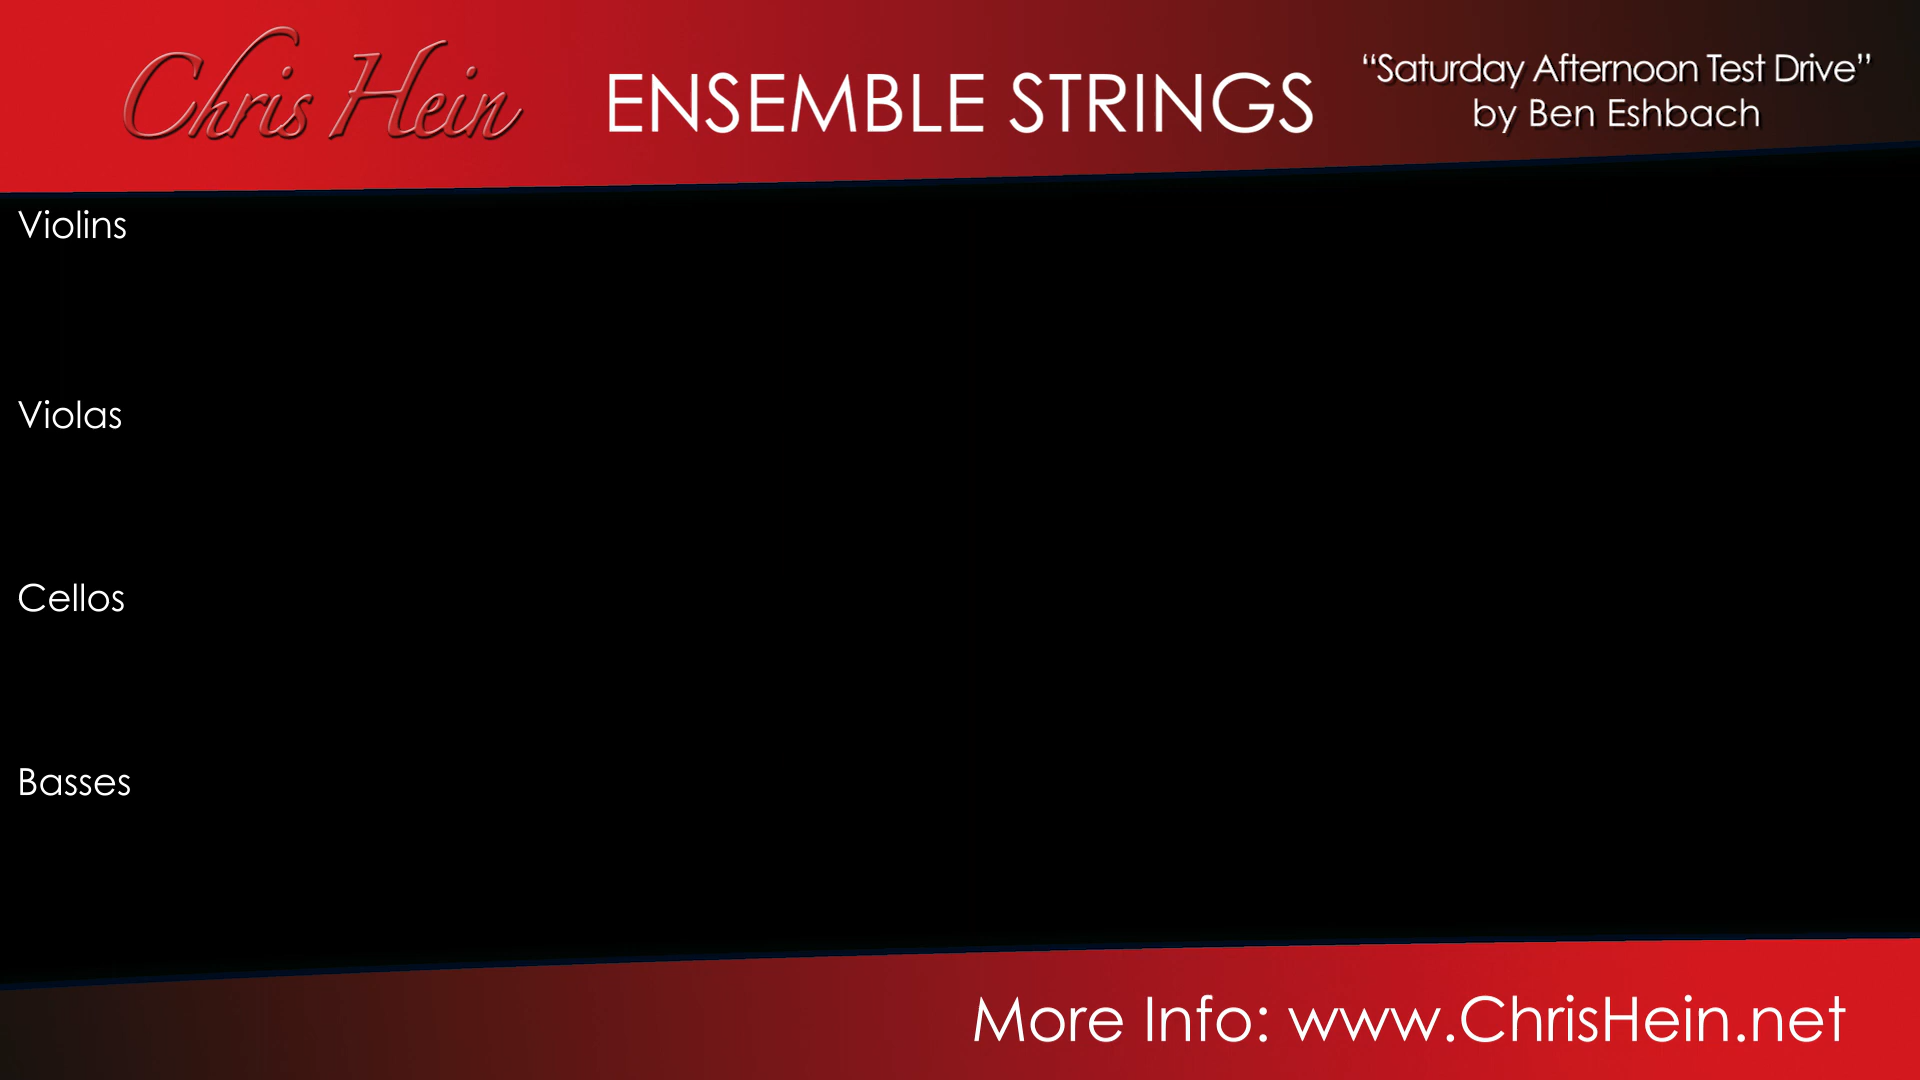 Chris Hein
ENSEMBLE STRINGS
“Saturday Afternoon Test Drive”
by Ben Eshbach
Violins
Violas
Cellos
Basses
More Info: www.ChrisHein.net